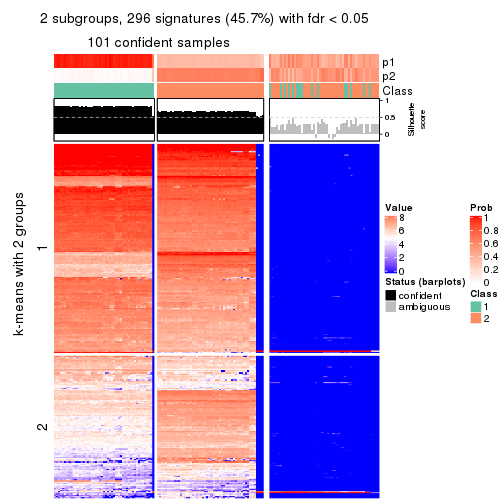 2 subgroups, 296 signatures (45.7%) with fdr < 0.05
101 confident samples
p1
p2
Class
1
0.5
0
Silhouette
score
k-means with 2 groups
1
2
Value
8
6
4
2
0
Status (barplots)
confident
ambiguous
Prob
1
0.8
0.6
0.4
0.2
0
Class
1
2